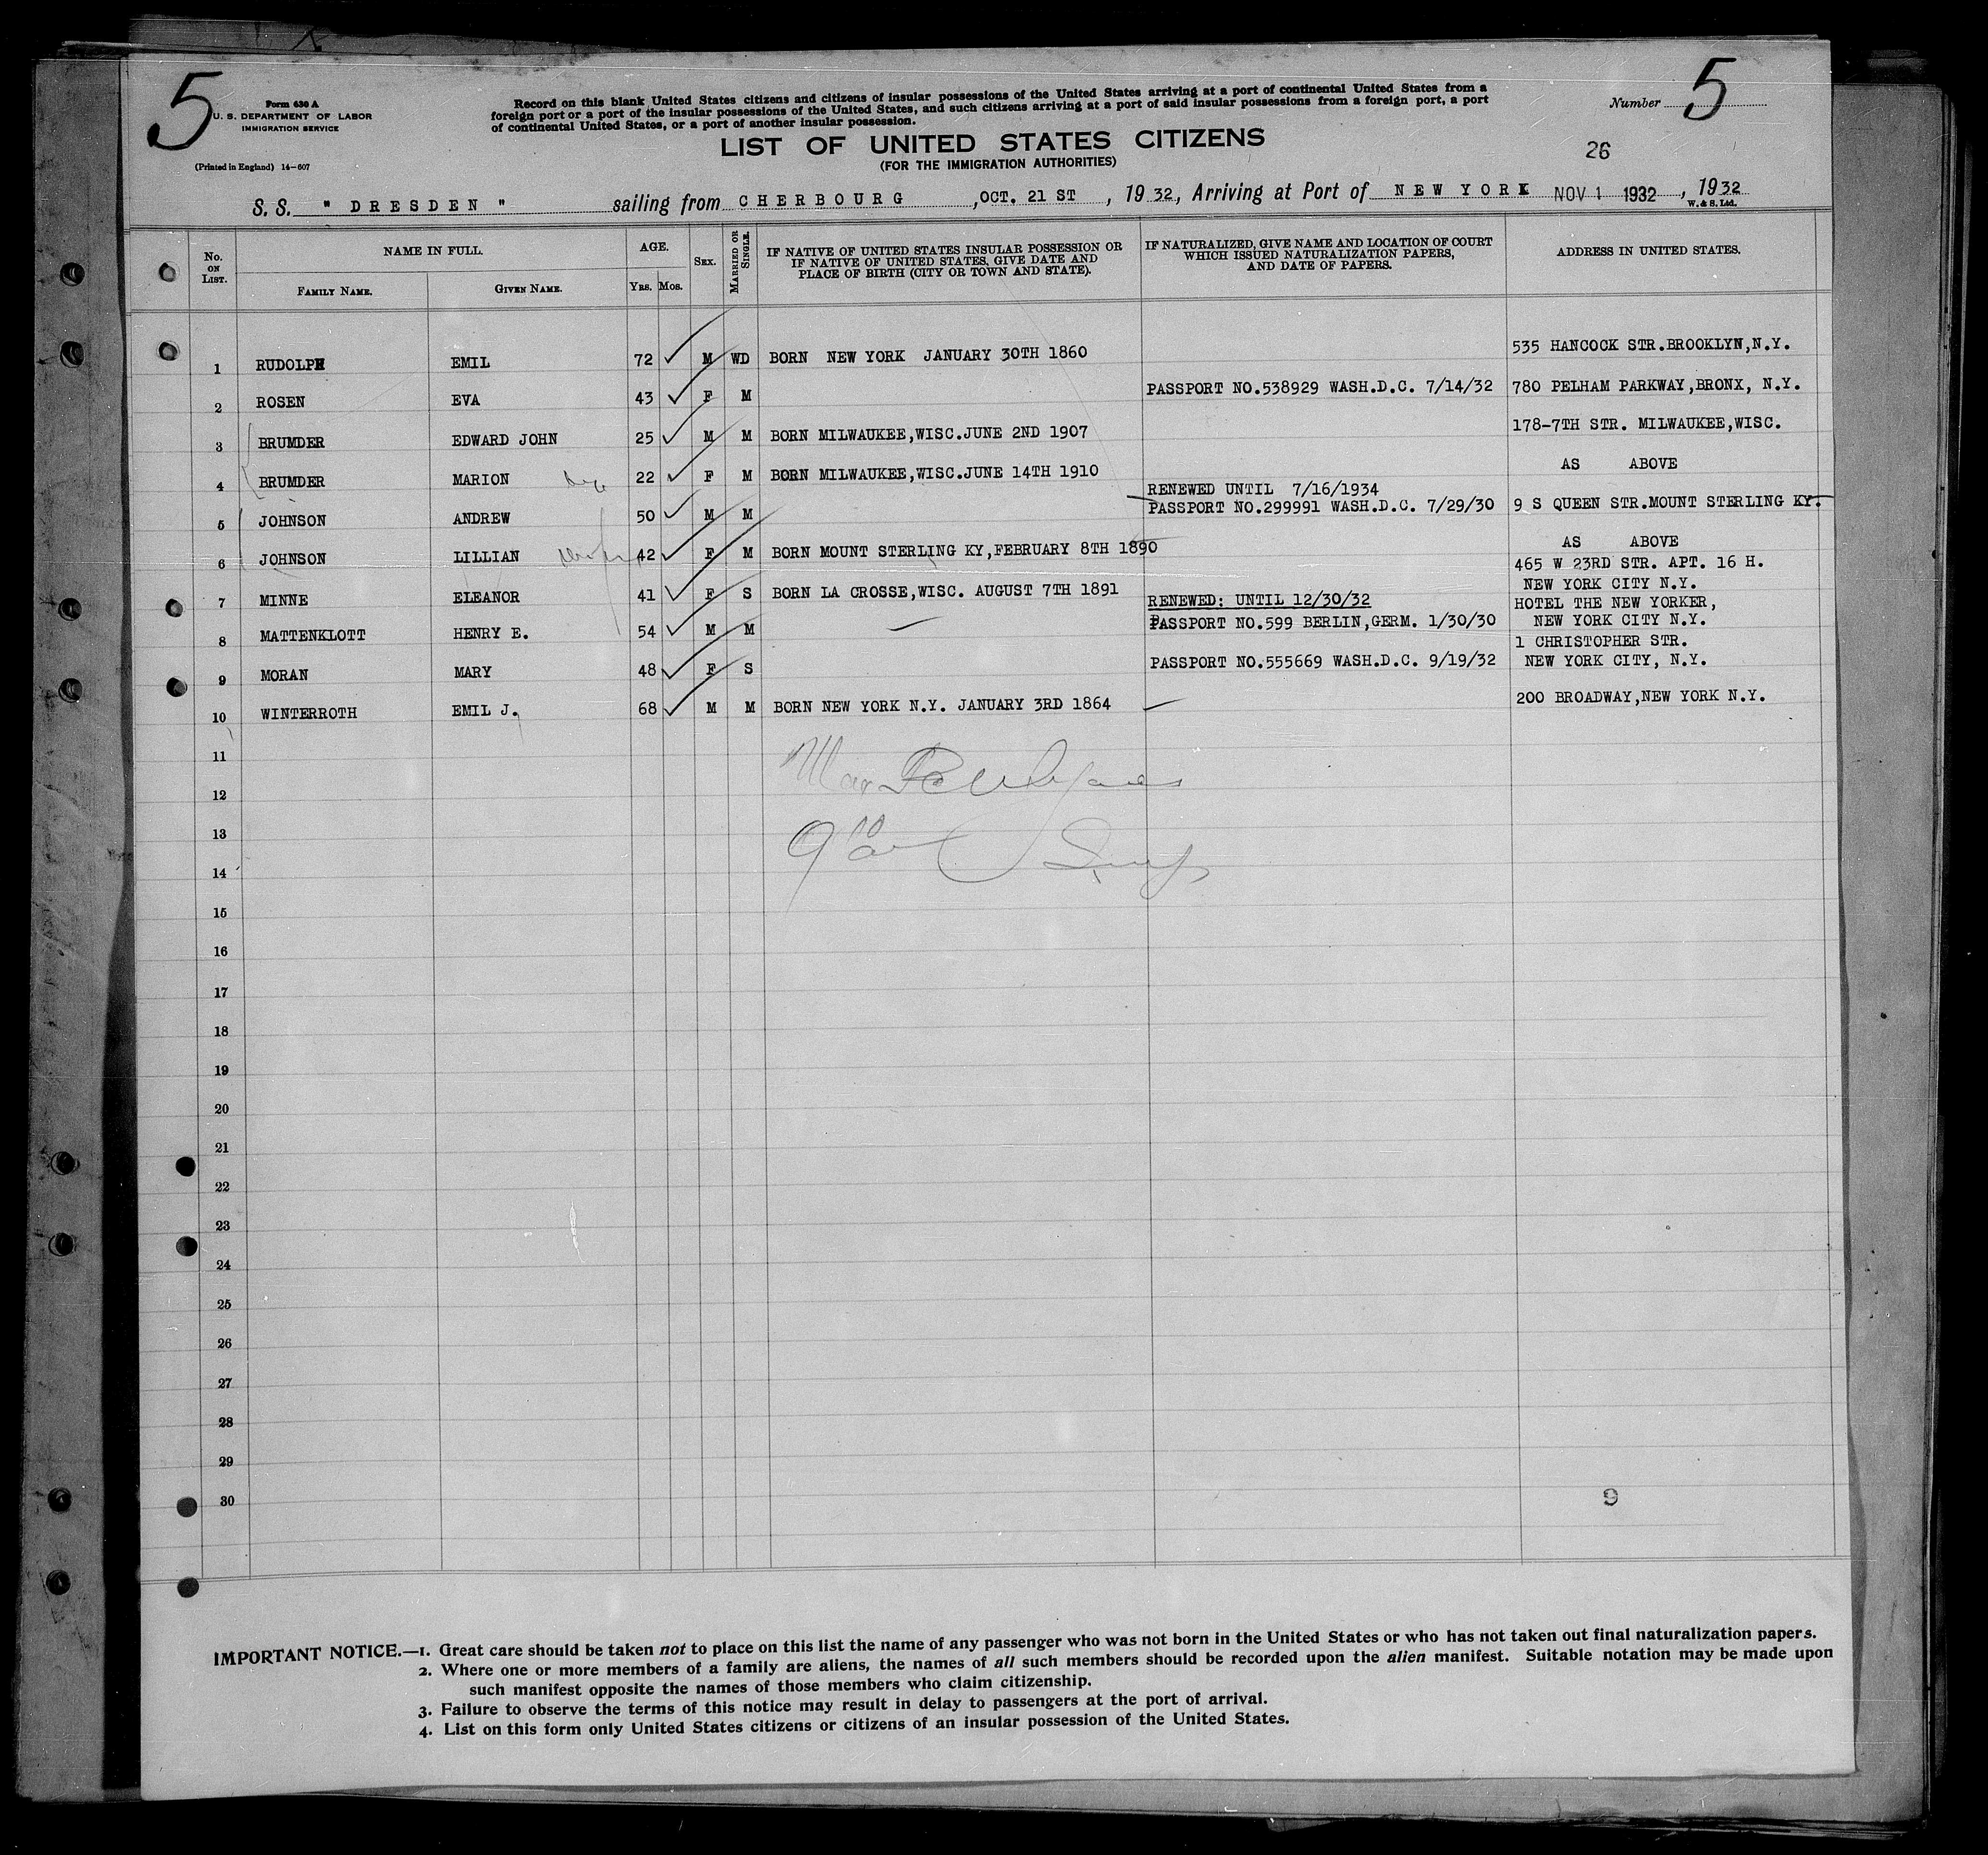 5
Form 630 A
U. S. DEPARTMENT OF LABOR
IMMIGRATION SERVICE
(Printed in England) 14—607
Record on this blank United States citizens and citizens of insular possessions of the United States arriving at a port of continental United States from a
foreign port or a port of the insular possessions of the United States, and such citizens arriving at a port of said insular possessions from a foreign port, a port
of continental United States, or a port of another insular possession.
Number 5
LIST OF UNITED STATES CITIZENS
(FOR THE IMMIGRATION AUTHORITIES)
26
S. S. " DRESDEN " sailing from CHERBOURG, OCT. 21 ST, 19 32, Arriving at Port of NEW YORK NOV 1 1932, 1932
W. & S. Ltd.
No. ON LIST. NAME IN FULL. AGE. SEX. MARRIED OR SINGLE. IF NATIVE OF UNITED STATES INSULAR POSSESSION OR IF NATIVE OF UNITED STATES, GIVE DATE AND PLACE OF BIRTH (CITY OR TOWN AND STATE). IF NATURALIZED, GIVE NAME AND LOCATION OF COURT WHICH ISSUED NATURALIZATION PAPERS, AND DATE OF PAPERS. ADDRESS IN UNITED STATES.
FAMILY NAME. GIVEN NAME. YRS. MOS.
1 RUDOLPH EMIL 72 M WD BORN NEW YORK JANUARY 30TH 1860 535 HANCOCK STR.BROOKLYN,N.Y.
2 ROSEN EVA 43 F M PASSPORT NO.538929 WASH.D.C. 7/14/32 780 PELHAM PARKWAY,BRONX, N.Y.
3 BRUMDER EDWARD JOHN 25 M M BORN MILWAUKEE,WISC.JUNE 2ND 1907 178-7TH STR. MILWAUKEE,WISC.
4 BRUMDER MARION 22 F M BORN MILWAUKEE,WISC.JUNE 14TH 1910 AS ABOVE
RENEWED UNTIL 7/16/1934
5 JOHNSON ANDREW 50 M M PASSPORT NO.299991 WASH.D.C. 7/29/30 9 S QUEEN STR.MOUNT STERLING KY.
6 JOHNSON LILLIAN 42 F M BORN MOUNT STERLING KY,FEBRUARY 8TH 1890 AS ABOVE
465 W 23RD STR. APT. 16 H.
7 MINNE ELEANOR 41 F S BORN LA CROSSE,WISC. AUGUST 7TH 1891 NEW YORK CITY N.Y.
RENEWED: UNTIL 12/30/32 HOTEL THE NEW YORKER,
8 MATTENKLOTT HENRY E. 54 M M PASSPORT NO.599 BERLIN,GERM. 1/30/30 NEW YORK CITY N.Y.
1 CHRISTOPHER STR.
9 MORAN MARY 48 F S PASSPORT NO.555669 WASH.D.C. 9/19/32 NEW YORK CITY, N.Y.
10 WINTERROTH EMIL J. 68 M M BORN NEW YORK N.Y. JANUARY 3RD 1864 200 BROADWAY,NEW YORK N.Y.
11
12
13
14
15
16
17
18
19
20
21
22
23
24
25
26
27
28
29
30
9
IMPORTANT NOTICE.—1. Great care should be taken not to place on this list the name of any passenger who was not born in the United States or who has not taken out final naturalization papers.
2. Where one or more members of a family are aliens, the names of all such members should be recorded upon the alien manifest. Suitable notation may be made upon
such manifest opposite the names of those members who claim citizenship.
3. Failure to observe the terms of this notice may result in delay to passengers at the port of arrival.
4. List on this form only United States citizens or citizens of an insular possession of the United States.